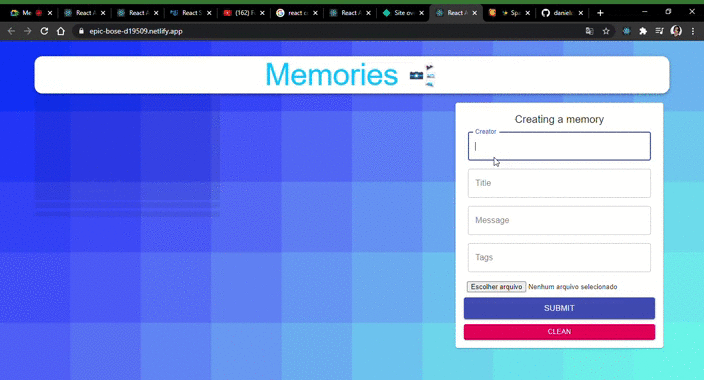 Me
React A
React A
React S
(162) F
react c
React A
Site ov
React A
Sp
daniel
epic-bose-d19509.netlify.app
Memories
Creating a memory
Creator
Title
Message
Tags
Escolher arquivo Nenhum arquivo selecionado
SUBMIT
CLEAN